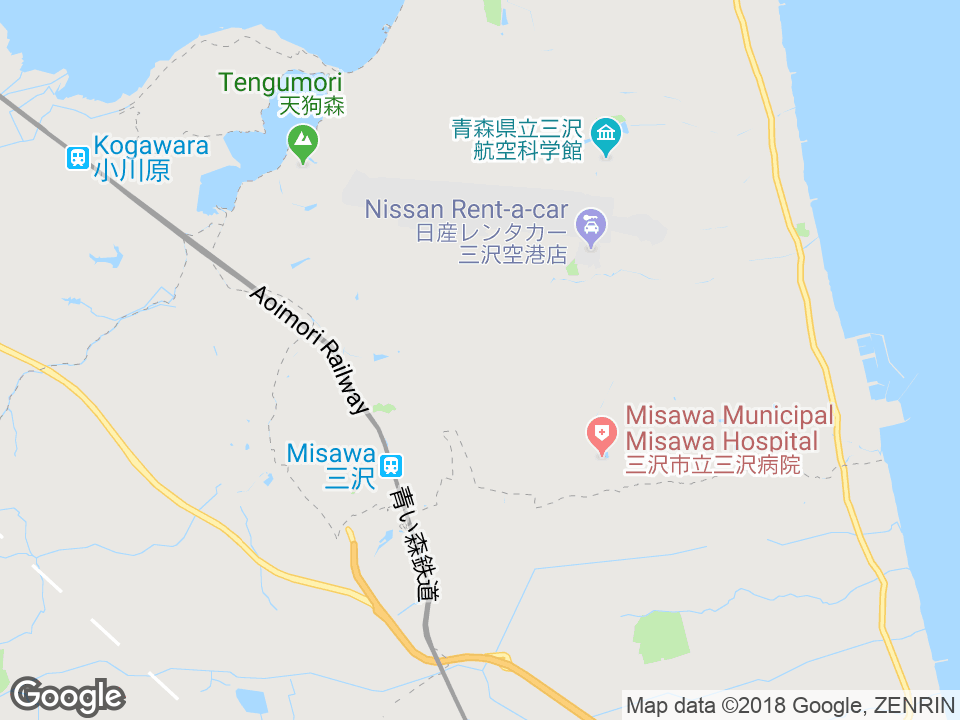 Tengumori
天狗森
青森県立三沢
航空科学館
Kogawara
小川原
Nissan Rent-a-car
日産レンタカー
三沢空港店
Aoimori Railway
Misawa Municipal
Misawa Hospital
三沢市立三沢病院
Misawa
三沢
青い森鉄道
Google
Map data ©2018 Google, ZENRIN